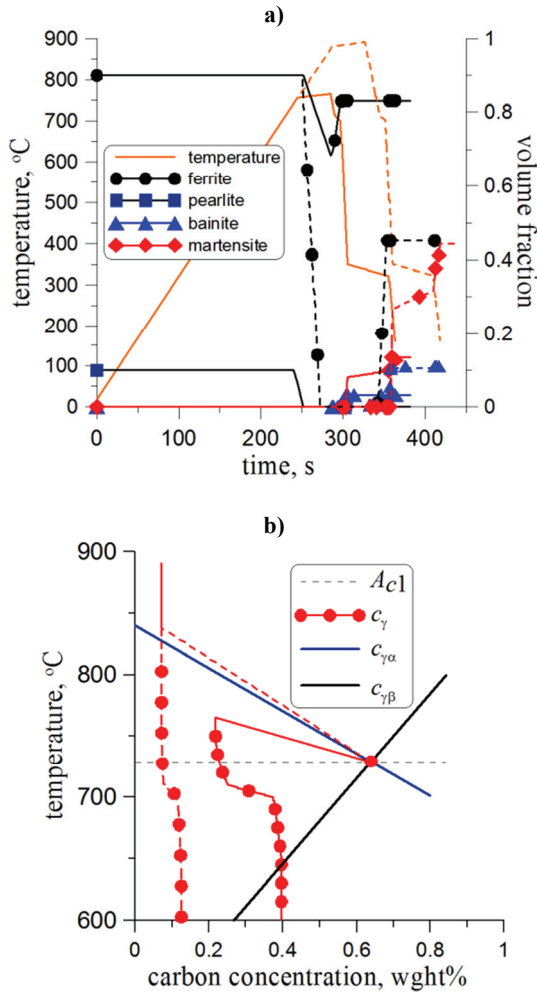 a)
900
800
700
600
500
400
300
200
100
0
temperature, °C
temperature
ferrite
pearlite
bainite
martensite
1
0.8
0.6
0.4
0.2
0
volume fraction
0
100
200
300
400
time, s
b)
900
800
700
600
temperature, °C
Ac1
cγ
cγα
cγβ
0
0.2
0.4
0.6
0.8
1
carbon concentration, wght%